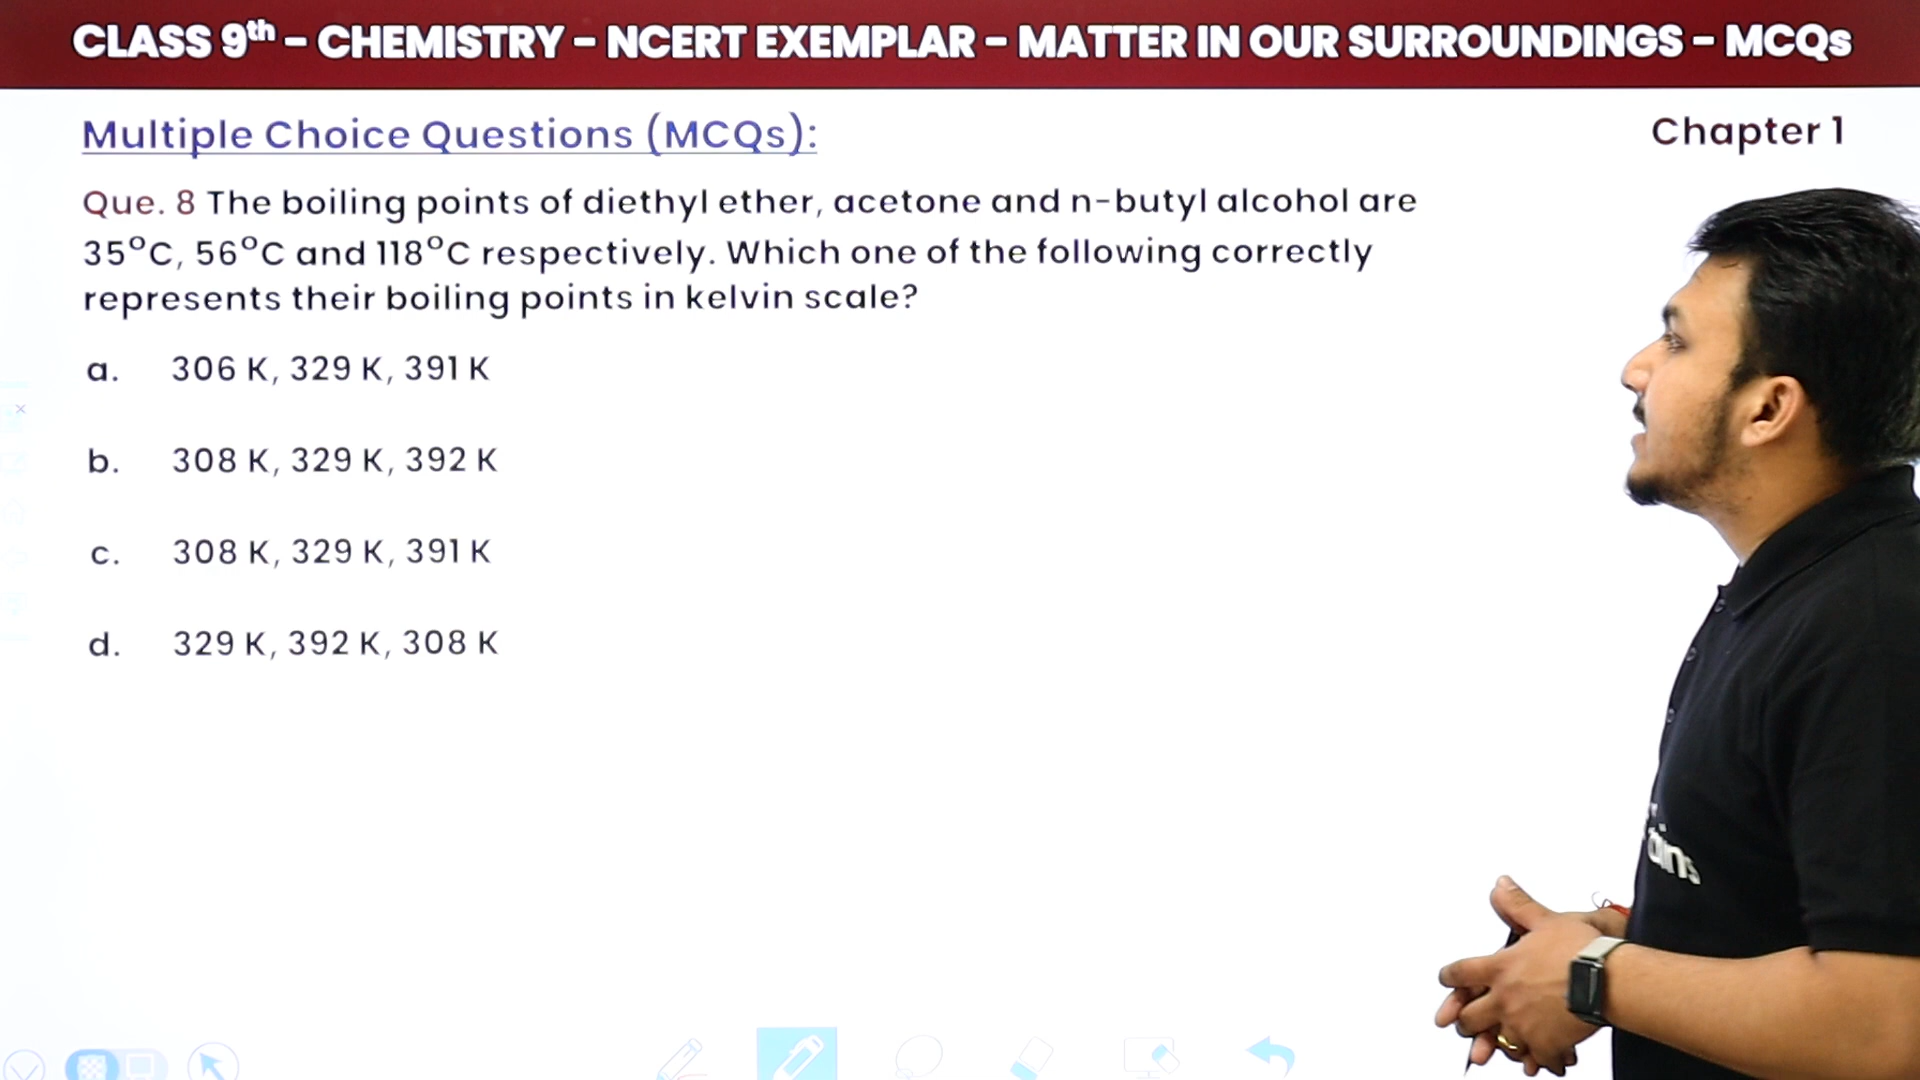 CLASS 9th – CHEMISTRY – NCERT EXEMPLAR – MATTER IN OUR SURROUNDINGS – MCQs
Multiple Choice Questions (MCQs):
Chapter 1
Que. 8 The boiling points of diethyl ether, acetone and n-butyl alcohol are
35°C, 56°C and 118°C respectively. Which one of the following correctly
represents their boiling points in kelvin scale?
a. 306 K, 329 K, 391 K
b. 308 K, 329 K, 392 K
c. 308 K, 329 K, 391 K
d. 329 K, 392 K, 308 K